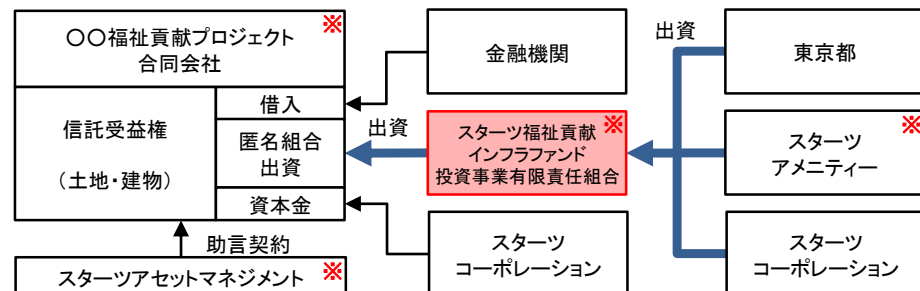 〇〇福祉貢献プロジェクト
合同会社
※
信託受益権
(土地・建物)
借入
匿名組合
出資
資本金
助言契約
スターツアセットマネジメント
※
金融機関
出資
スターツ福祉貢献
インフラファンド
投資事業有限責任組合
※
スターツ
コーポレーション
出資
東京都
スターツ
アメニティー
※
スターツ
コーポレーション